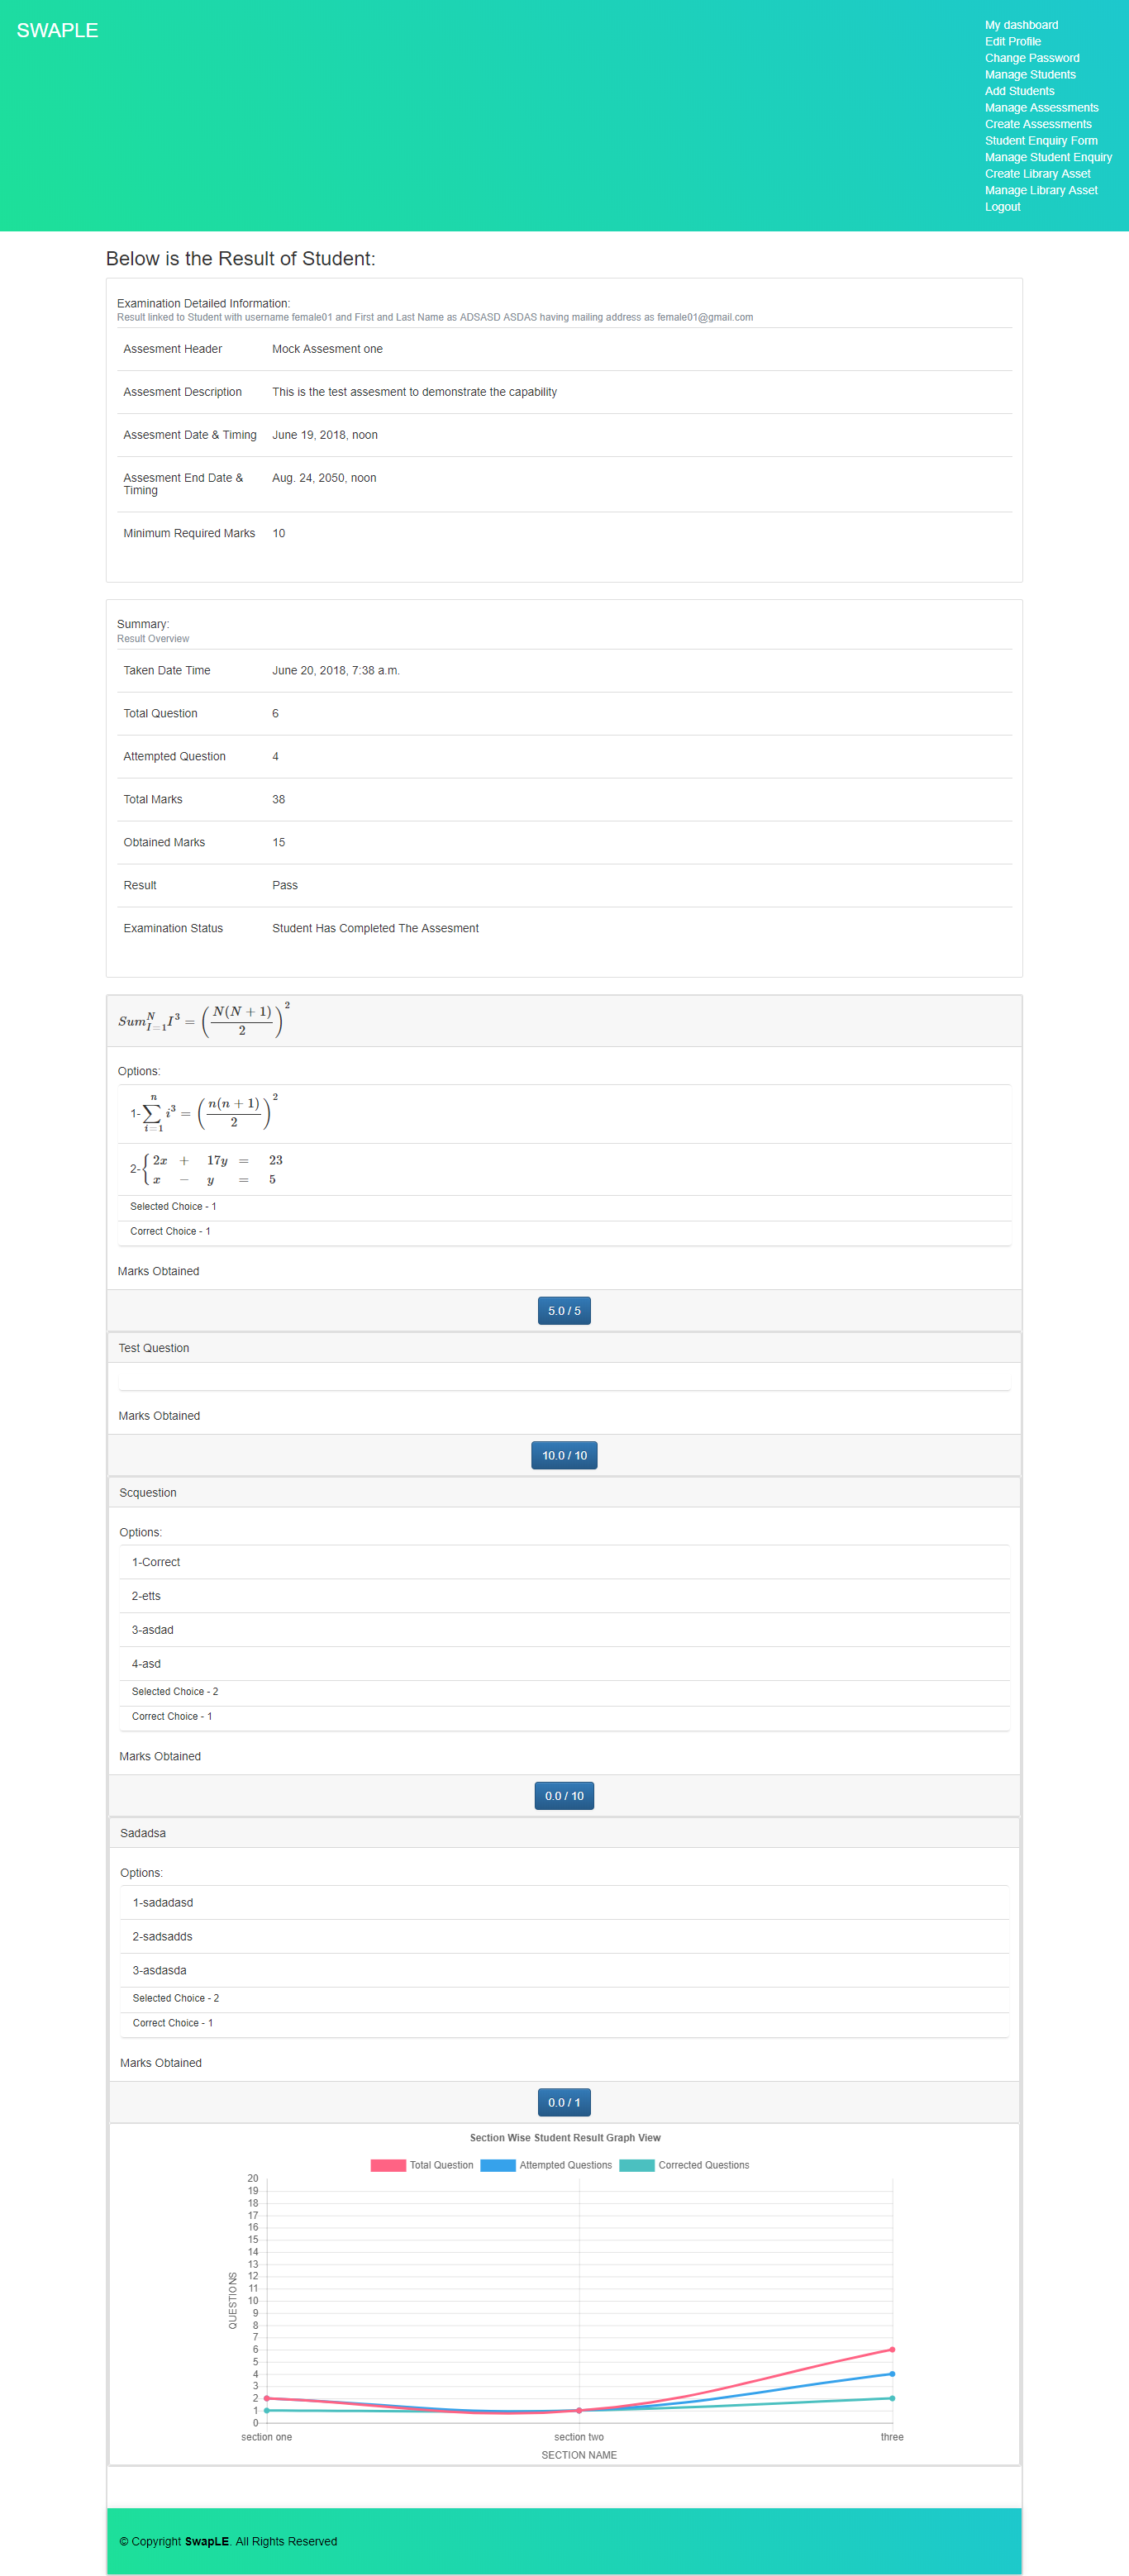 SWAPLE
My dashboard
Edit Profile
Change Password
Manage Students
Add Students
Manage Assessments
Create Assessments
Student Enquiry Form
Manage Student Enquiry
Create Library Asset
Manage Library Asset
Logout
Below is the Result of Student:
Examination Detailed Information:
Result linked to Student with username female01 and First and Last Name as ADSASD ASDAS having mailing address as female01@gmail.com
Assesment Header Mock Assesment one
Assesment Description This is the test assesment to demonstrate the capability
Assesment Date & Timing June 19, 2018, noon
Assesment End Date & Aug. 24, 2050, noon
Timing
Minimum Required Marks 10
Summary:
Result Overview
Taken Date Time June 20, 2018, 7:38 a.m.
Total Question 6
Attempted Question 4
Total Marks 38
Obtained Marks 15
Result Pass
Examination Status Student Has Completed The Assesment
Sum_{I=1}^{N} I^3 = (N(N + 1)/2)^2
Options:
1-∑_{i=1}^{n} i^3 = (n(n + 1)/2)^2
2-{ 2x + 17y = 23
x − y = 5
Selected Choice - 1
Correct Choice - 1
Marks Obtained
5.0 / 5
Test Question
Marks Obtained
10.0 / 10
Scquestion
Options:
1-Correct
2-etts
3-asdad
4-asd
Selected Choice - 2
Correct Choice - 1
Marks Obtained
0.0 / 10
Sadadsa
Options:
1-sadadasd
2-sadsadds
3-asdasda
Selected Choice - 2
Correct Choice - 1
Marks Obtained
0.0 / 1
Section Wise Student Result Graph View
Total Question Attempted Questions Corrected Questions
20
19
18
17
16
15
14
13
12
11
10
9
8
7
6
5
4
3
2
1
0
QUESTIONS
section one section two three
SECTION NAME
© Copyright SwapLE. All Rights Reserved